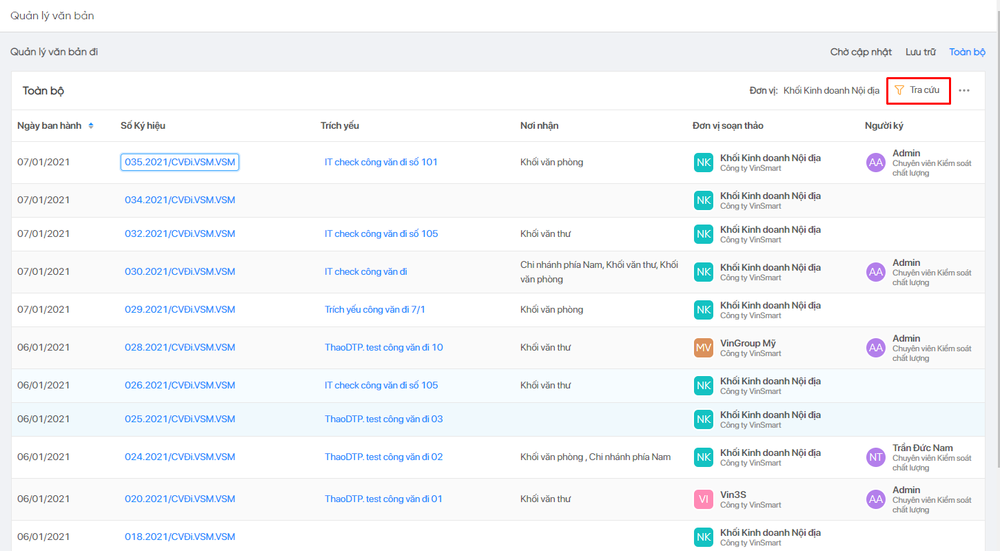 Quản lý văn bản
Quản lý văn bản đi
Chờ cập nhật Lưu trữ Toàn bộ
Toàn bộ
Đơn vị: Khối Kinh doanh Nội địa Tra cứu
Ngày ban hành Số Ký hiệu Trích yếu Nơi nhận Đơn vị soạn thảo Người ký
07/01/2021 035.2021/CVĐi.VSM.VSM IT check công văn đi số 101 Khối văn phòng NK Khối Kinh doanh Nội địa
Công ty VinSmart
AA Admin
Chuyên viên Kiểm soát
chất lượng
07/01/2021 034.2021/CVĐi.VSM.VSM NK Khối Kinh doanh Nội địa
Công ty VinSmart
07/01/2021 032.2021/CVĐi.VSM.VSM IT check công văn đi số 105 Khối văn thư NK Khối Kinh doanh Nội địa
Công ty VinSmart
07/01/2021 030.2021/CVĐi.VSM.VSM IT check công văn đi Chi nhánh phía Nam, Khối văn thư, Khối
văn phòng
NK Khối Kinh doanh Nội địa
Công ty VinSmart
AA Admin
Chuyên viên Kiểm soát
chất lượng
07/01/2021 029.2021/CVĐi.VSM.VSM Trích yếu công văn đi 7/1 Khối văn phòng NK Khối Kinh doanh Nội địa
Công ty VinSmart
06/01/2021 028.2021/CVĐi.VSM.VSM ThaoDTP. test công văn đi 10 Khối văn thư MV VinGroup Mỹ
Công ty VinSmart
AA Admin
Chuyên viên Kiểm soát
chất lượng
06/01/2021 026.2021/CVĐi.VSM.VSM IT check công văn đi số 105 Khối văn thư NK Khối Kinh doanh Nội địa
Công ty VinSmart
06/01/2021 025.2021/CVĐi.VSM.VSM ThaoDTP. test công văn đi 03 NK Khối Kinh doanh Nội địa
Công ty VinSmart
06/01/2021 024.2021/CVĐi.VSM.VSM ThaoDTP. test công văn đi 02 Khối văn phòng , Chi nhánh phía Nam NK Khối Kinh doanh Nội địa
Công ty VinSmart
NT Trần Đức Nam
Chuyên viên Kiểm soát
chất lượng
06/01/2021 020.2021/CVĐi.VSM.VSM ThaoDTP. test công văn đi 01 Khối văn thư VI Vin3S
Công ty VinSmart
AA Admin
Chuyên viên Kiểm soát
chất lượng
06/01/2021 018.2021/CVĐi.VSM.VSM NK Khối Kinh doanh Nội địa
Công ty VinSmart